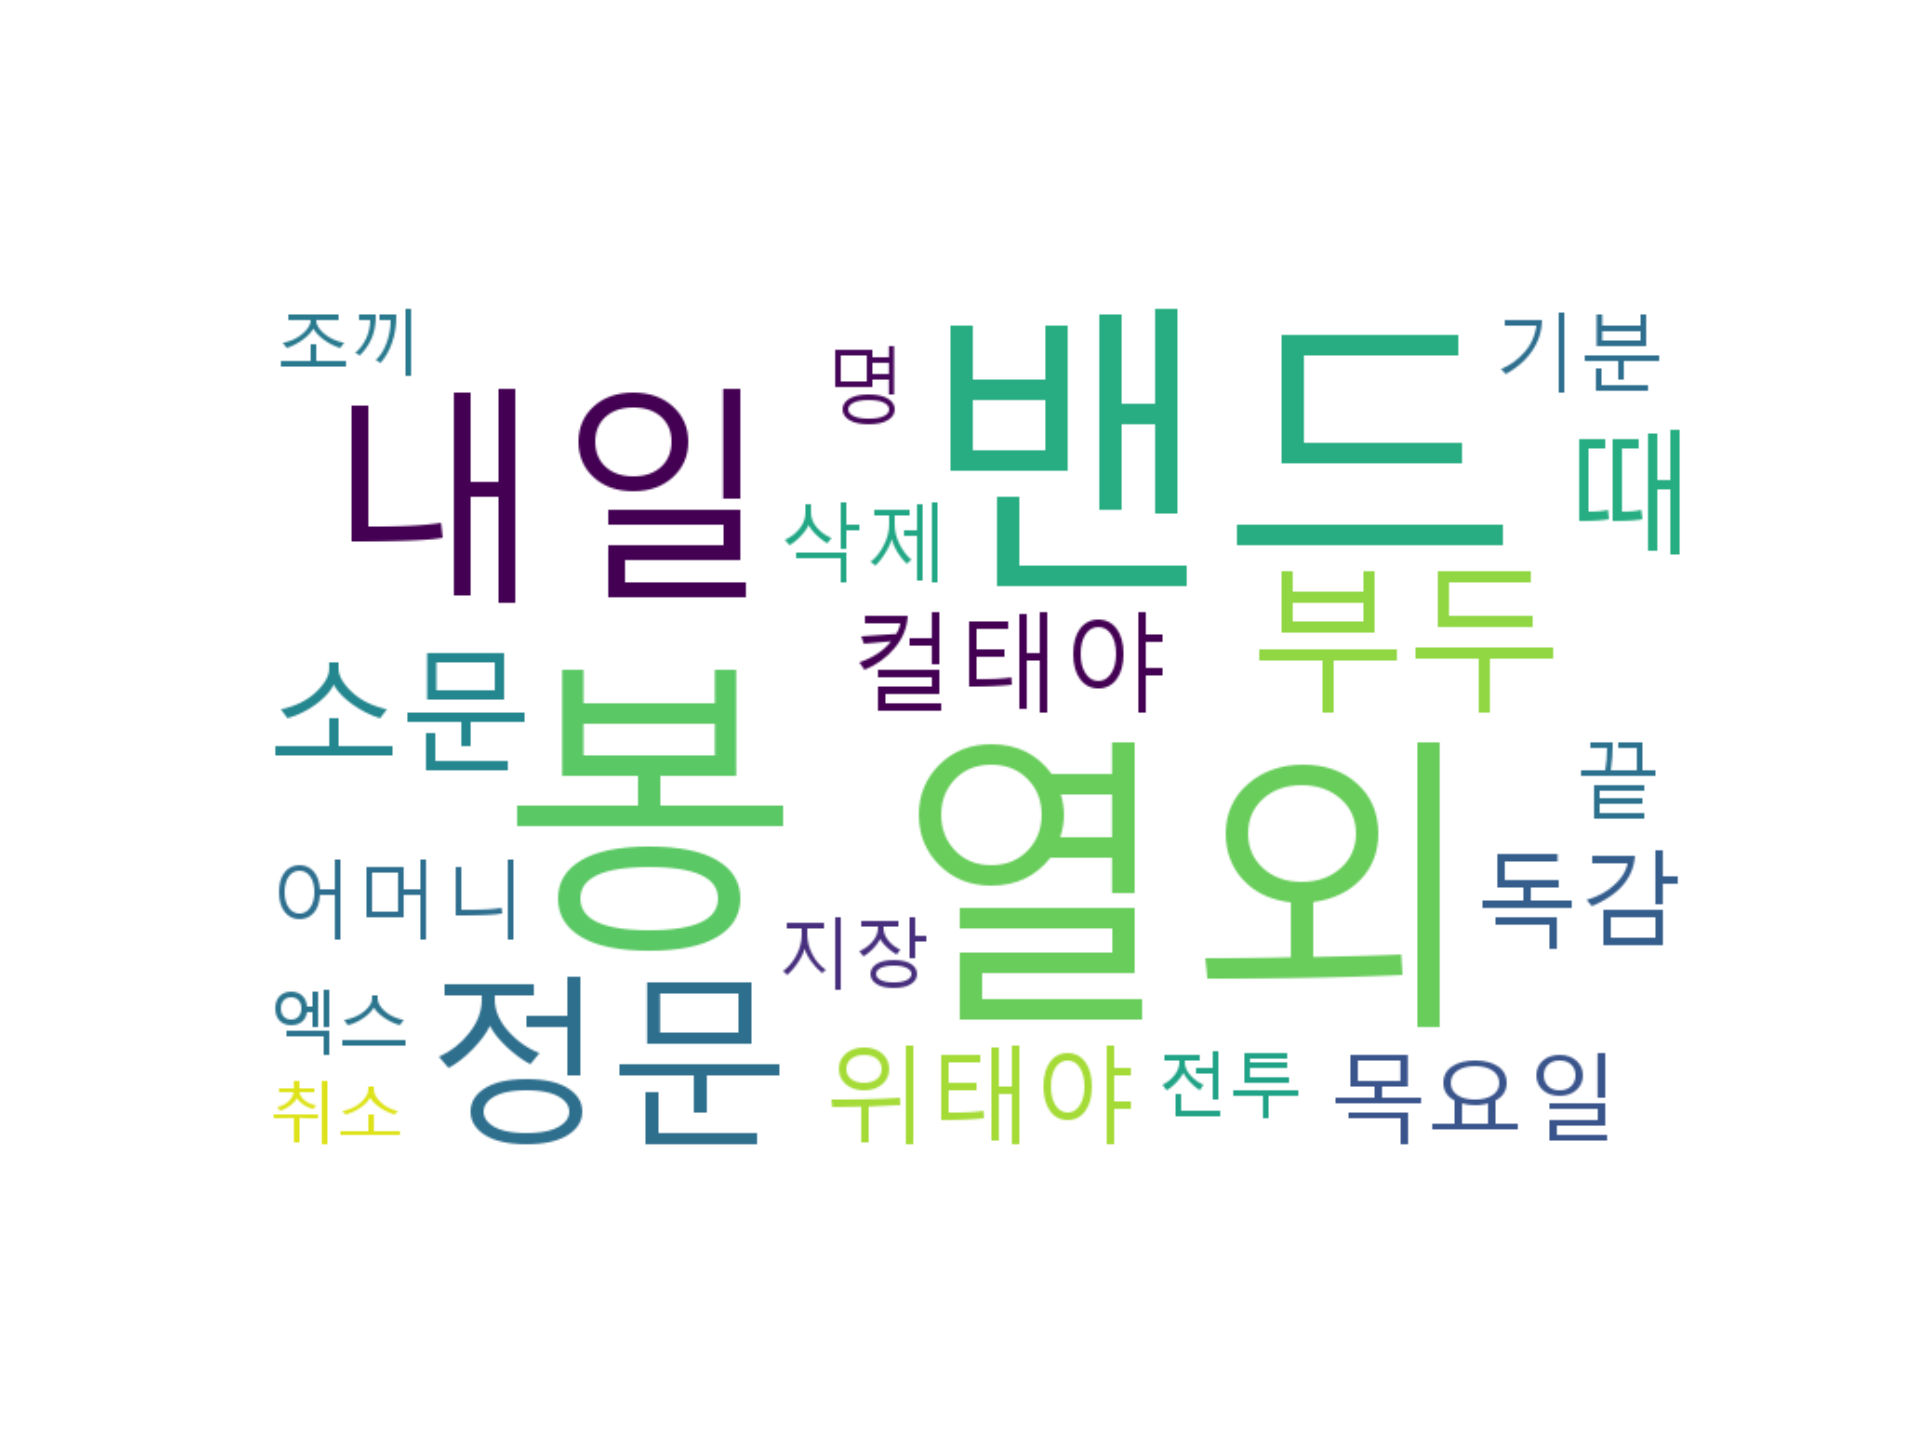 조끼
명
밴드
기분
내일
때
삭제
컬태야
부두
소문
봉
열외
끝
어머니
독감
지장
엑스
정문
위태야
전투
목요일
취소